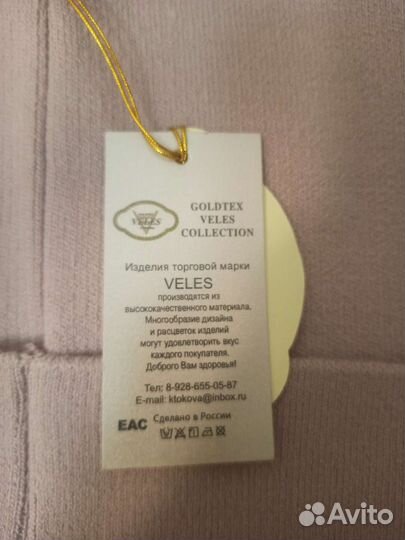 VELES
GOLDTEX
VELES
COLLECTION
Изделия торговой марки
VELES
производятся из
высококачественного материала.
Многообразие дизайна
и расцветок изделий
могут удовлетворить вкус
каждого покупателя.
Доброго Вам здоровья!
Тел: 8-928-655-05-87
E-mail: ktokova@inbox.ru
EAC Сделано в России
Avito